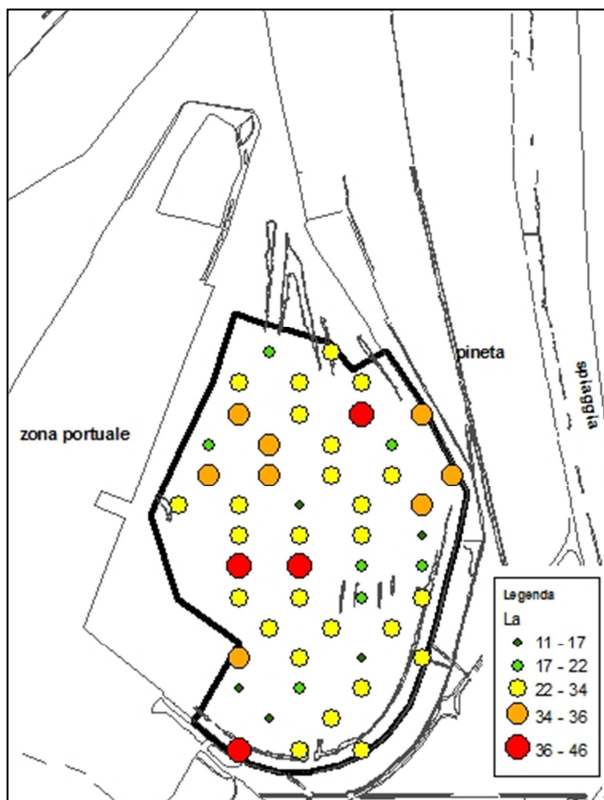 pineta
spiaggia
zona portuale
Legenda
La
11 - 17
17 - 22
22 - 34
34 - 36
36 - 46